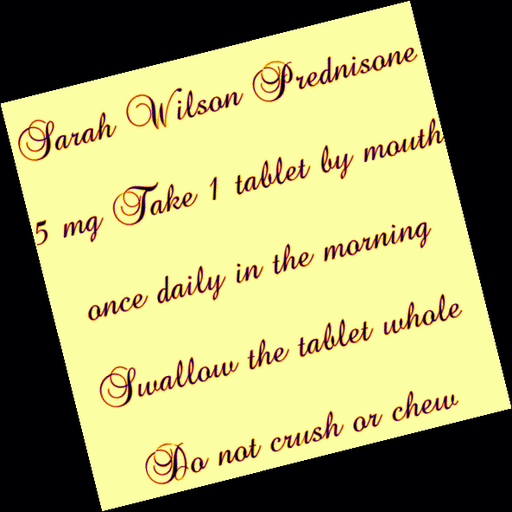 Sarah Wilson Prednisone
5 mg Take 1 tablet by mouth
once daily in the morning
Swallow the tablet whole
Do not crush or chew